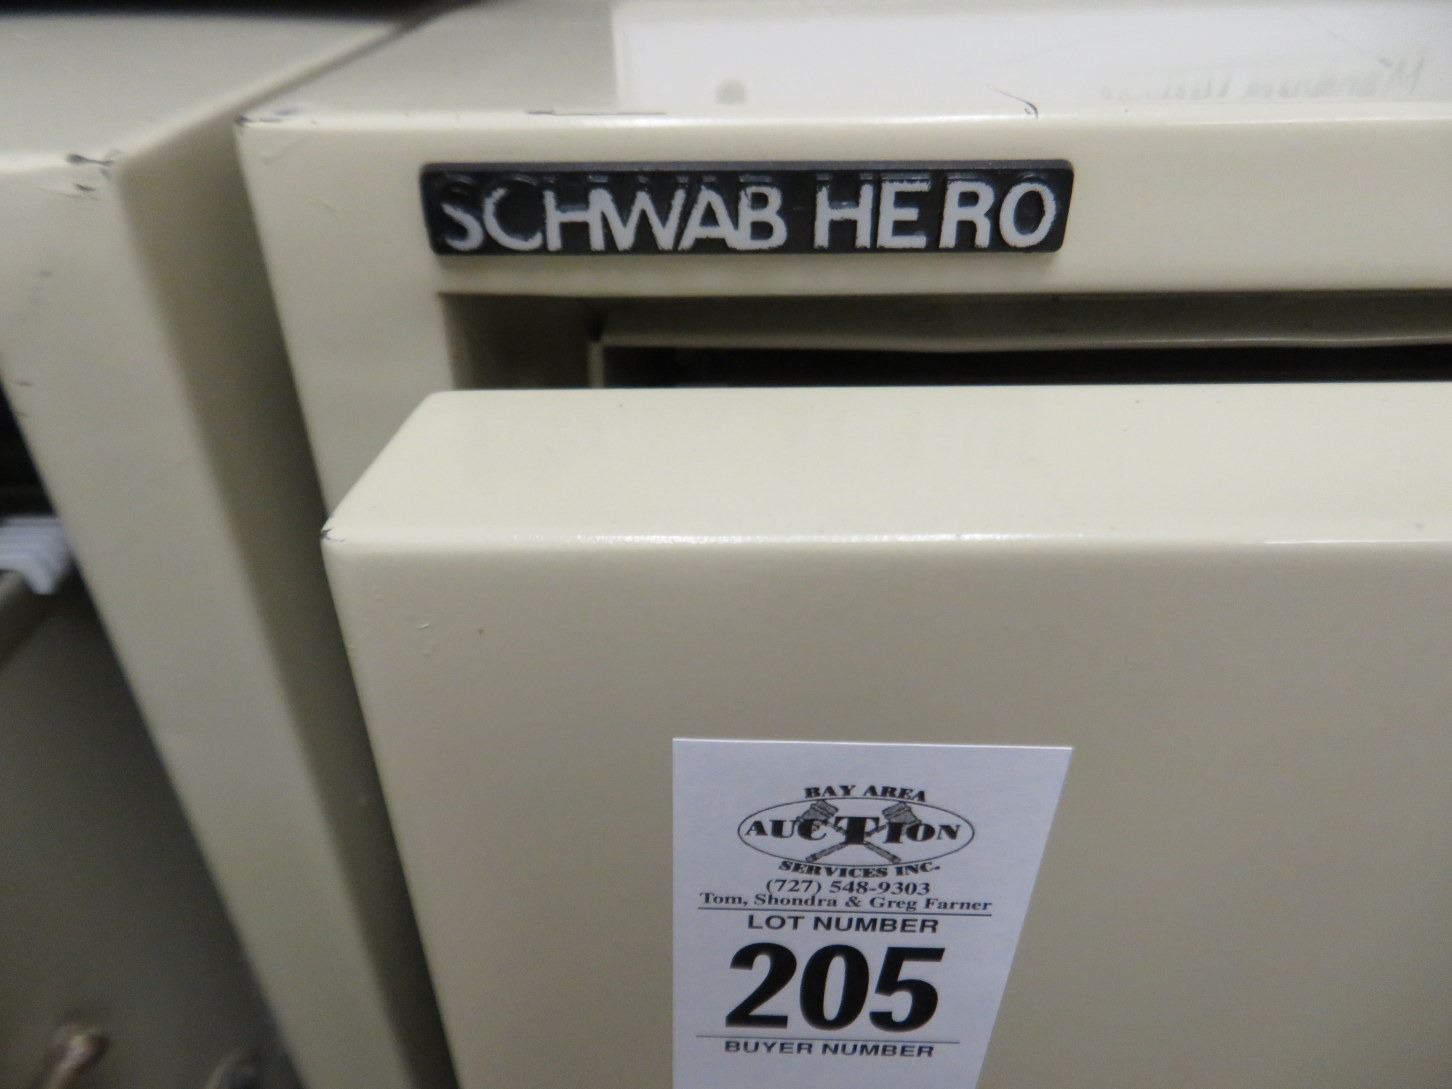 SCHWAB HERO
BAY AREA
AUCTION
SERVICES INC.
(727) 548-9303
Tom, Shondra & Greg Farner
LOT NUMBER
205
BUYER NUMBER